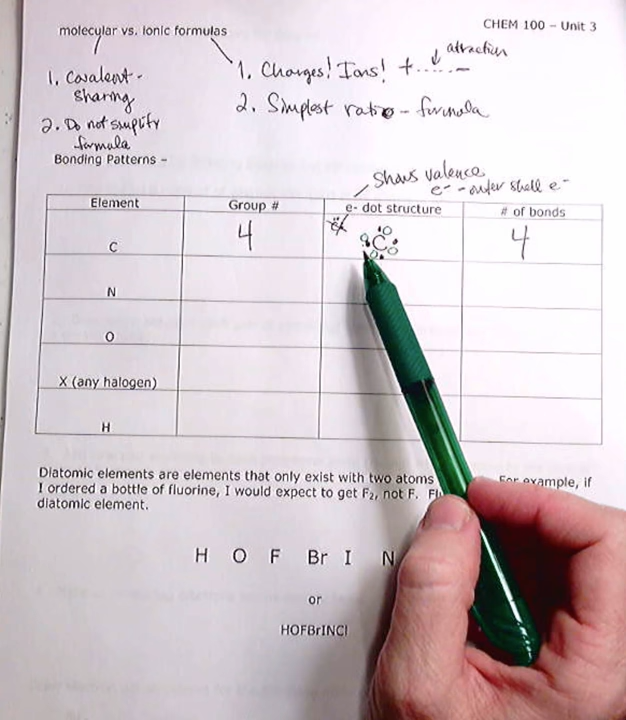 CHEM 100 – Unit 3
molecular vs. ionic formulas
attraction
1. Covalent -
sharing
2. Do not simplify
formula
1. Charges! Ions! + ...... –
2. Simplest ratio - formula
Bonding Patterns –
Shows valence
e- - outer shell e-
Element Group # e- dot structure # of bonds
C 4 C 4
N
O
X (any halogen)
H
Diatomic elements are elements that only exist with two atoms For example, if
I ordered a bottle of fluorine, I would expect to get F₂, not F.
diatomic element.
H O F Br I N
or
HOFBrINCl